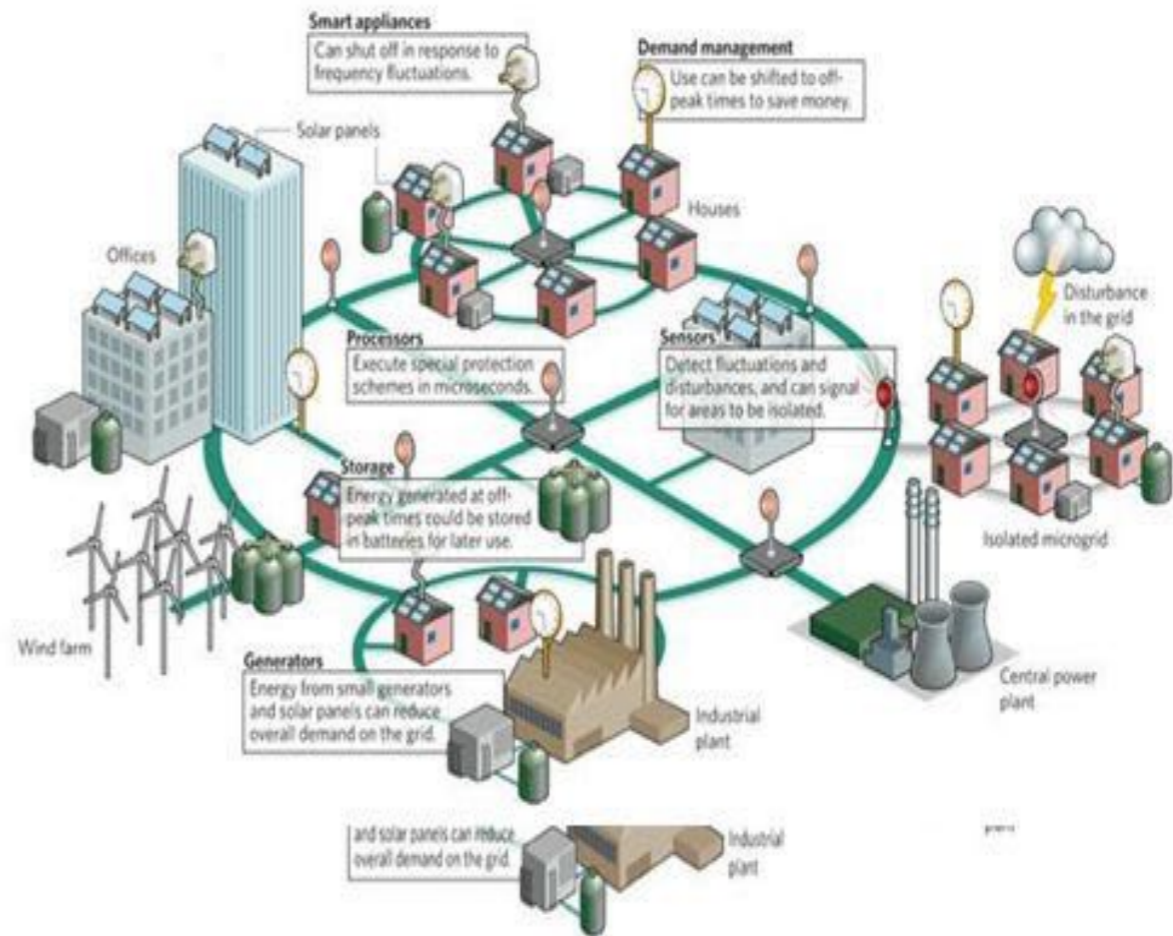 Smart appliances
Can shut off in response to
frequency fluctuations.
Demand management
Use can be shifted to off-
peak times to save money.
Solar panels
Houses
Offices
Disturbance
in the grid
Processors
Execute special protection
schemes in microseconds.
Sensors
Detect fluctuations and
disturbances, and can signal
for areas to be isolated.
Storage
Energy generated at off-
peak times could be stored
in batteries for later use.
Isolated microgrid
Wind farm
Generators
Energy from small generators
and solar panels can reduce
overall demand on the grid.
Industrial
plant
Central power
plant
and solar panels can reduce
overall demand on the grid.
Industrial
plant